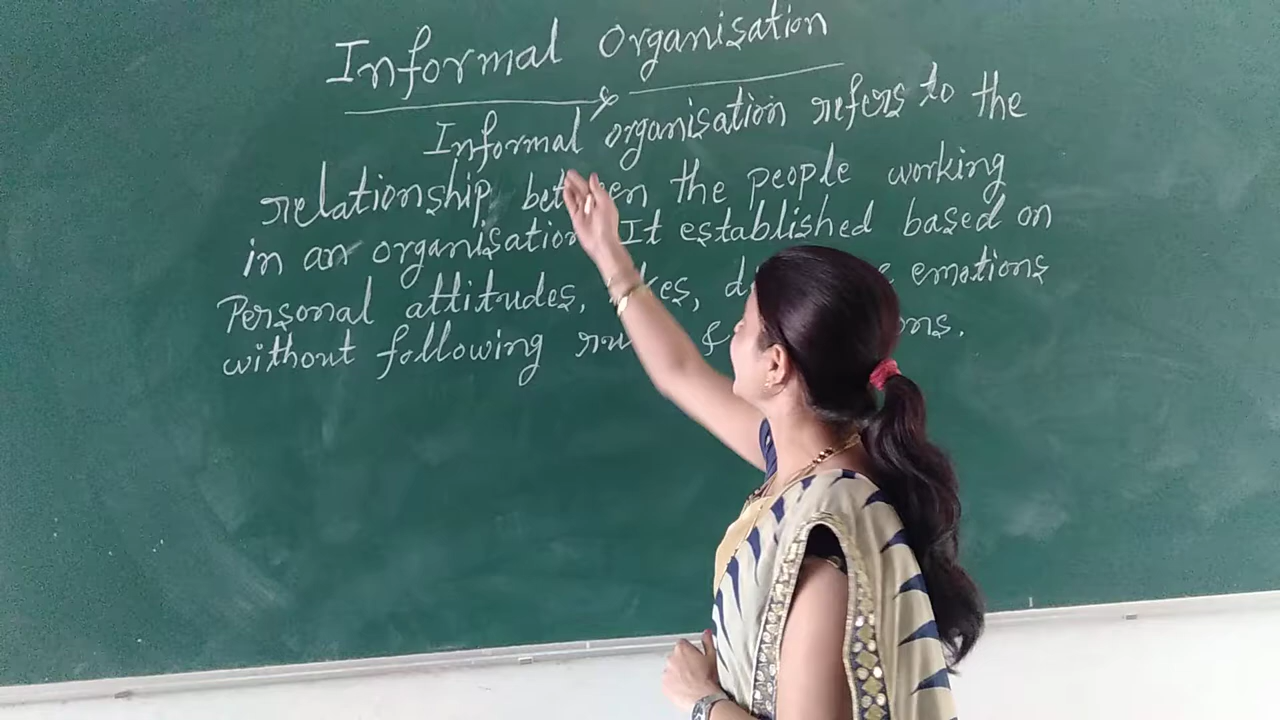 Informal Organisation
Informal organisation refers to the
relationship between the people working
in an organisation. It established based on
Personal attitudes, emotions
without following &